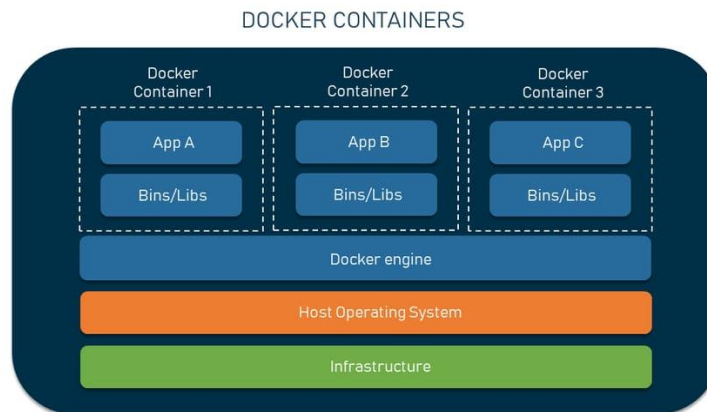 DOCKER CONTAINERS
Docker
Container 1
Docker
Container 2
Docker
Container 3
App A
App B
App C
Bins/Libs
Bins/Libs
Bins/Libs
Docker engine
Host Operating System
Infrastructure